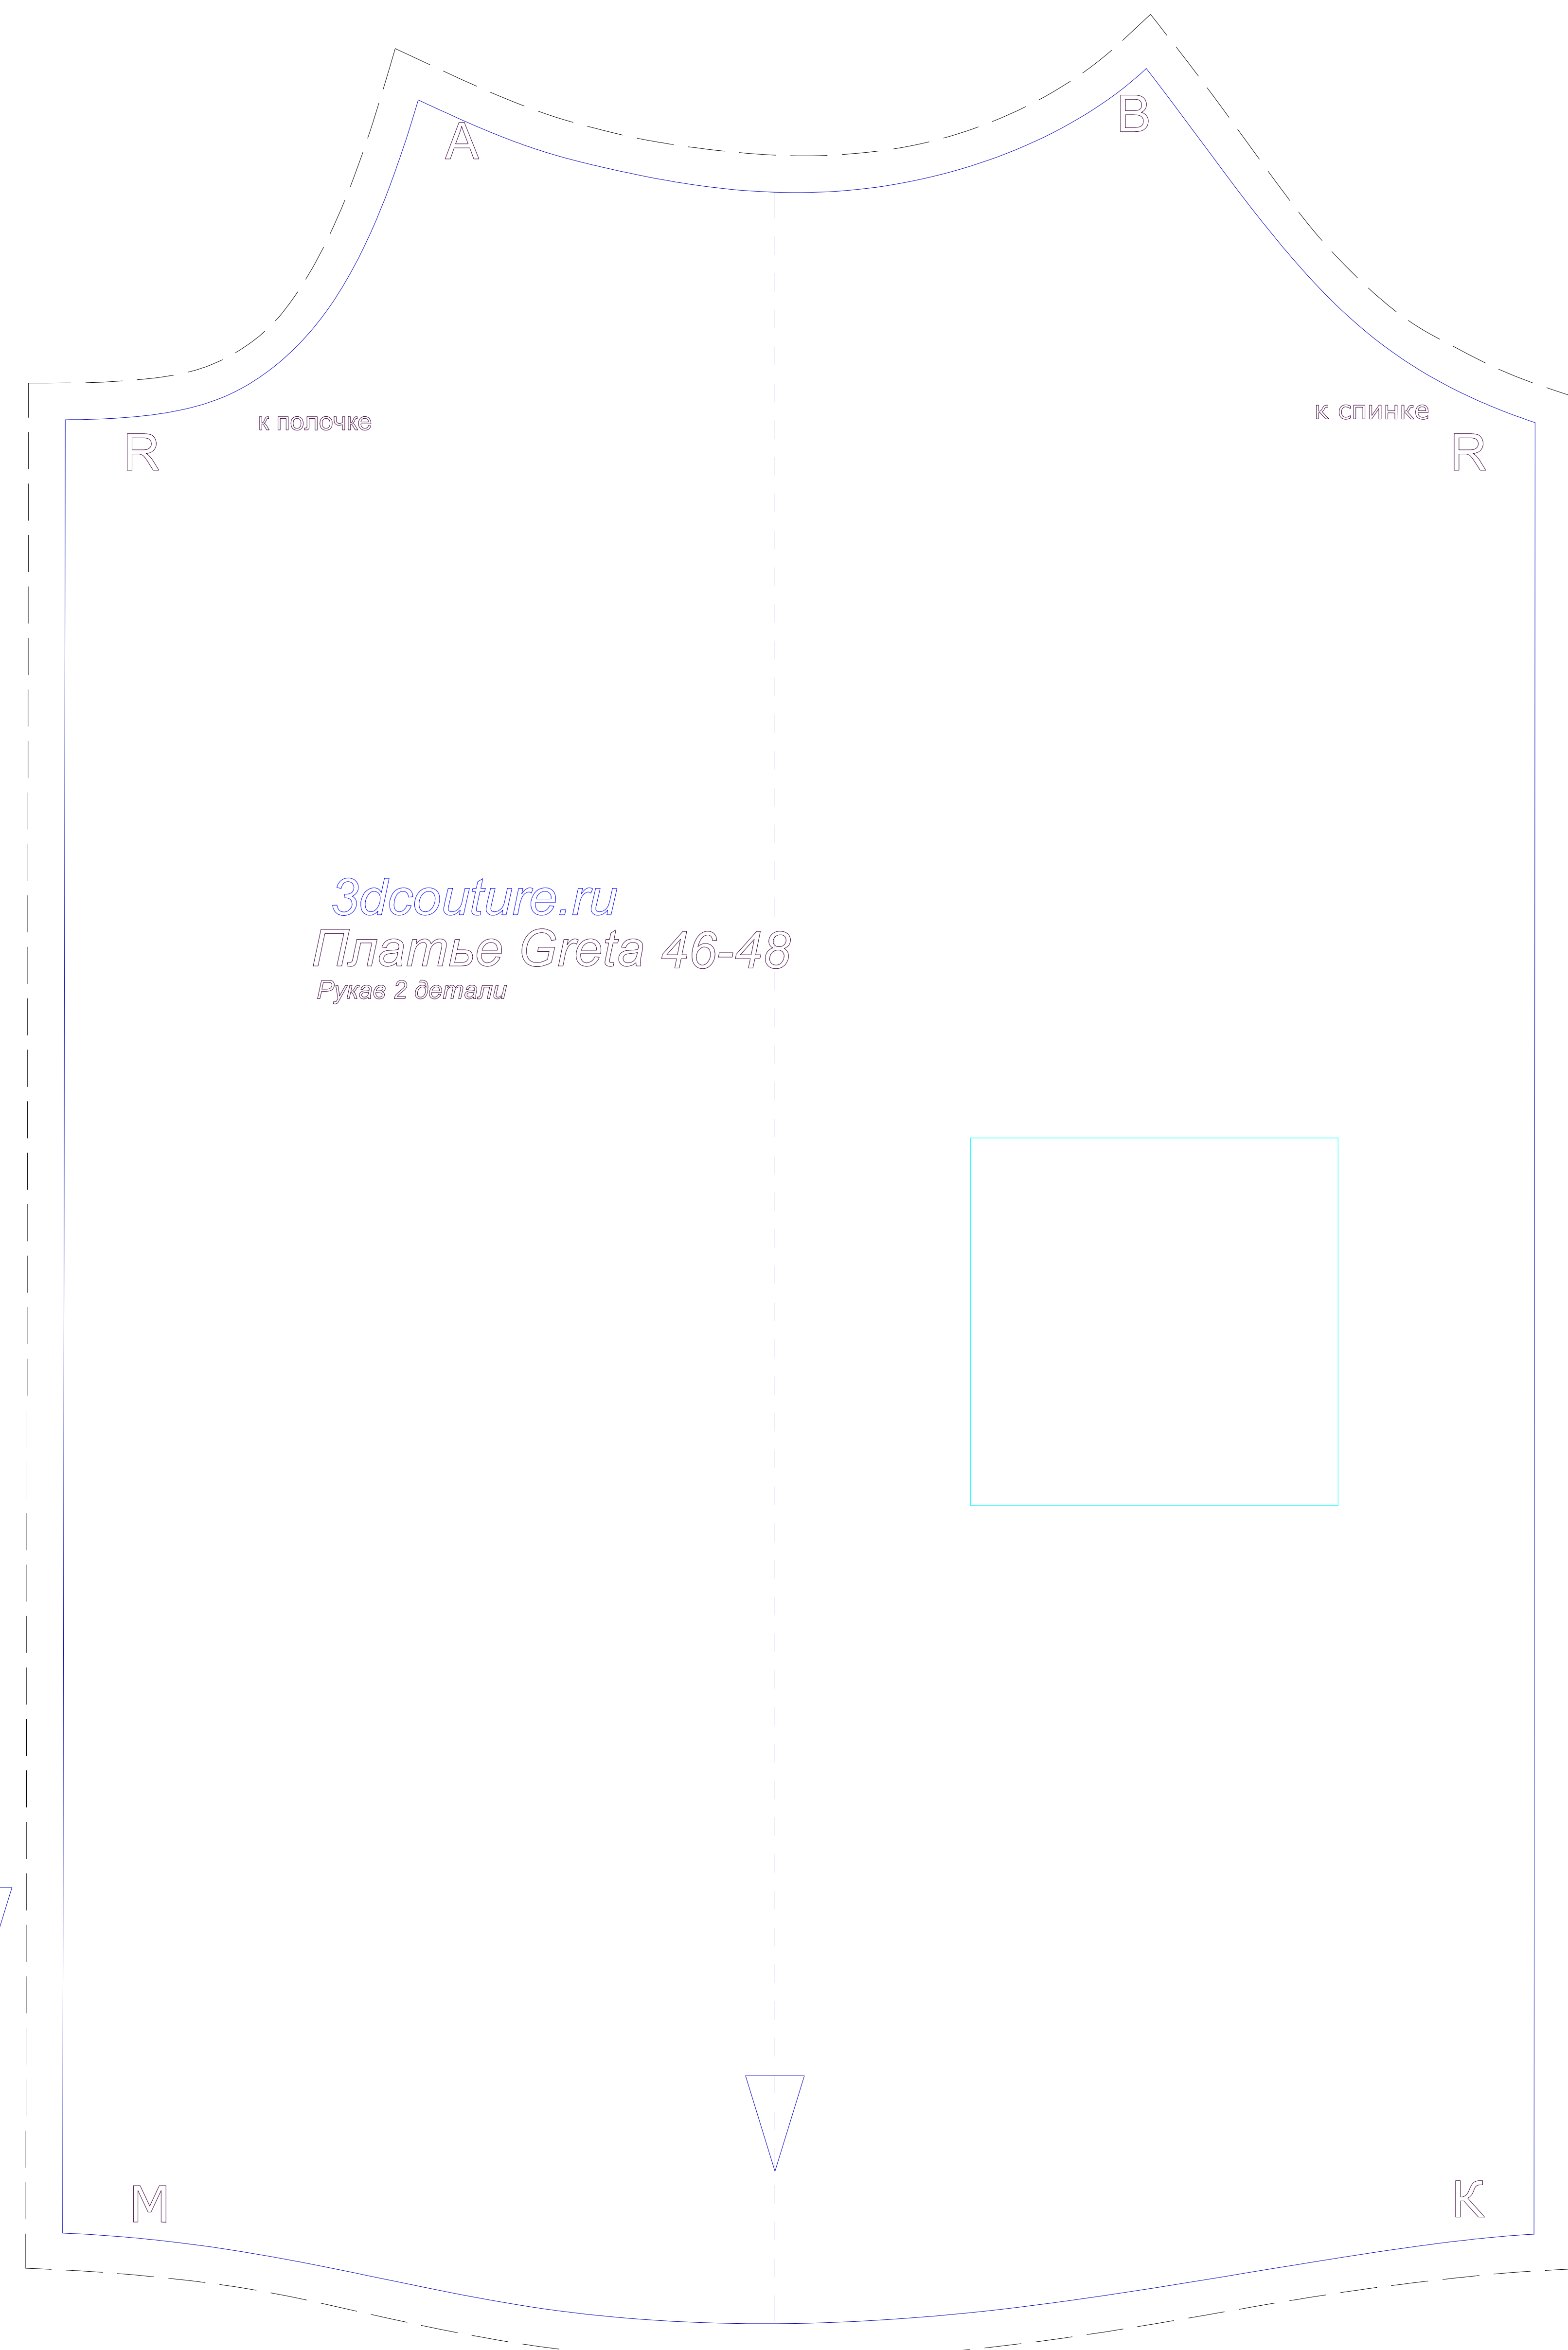 A
B
к полочке
к спинке
R
R
3dcouture.ru
Платье Greta 46-48
Рукав 2 детали
М
К